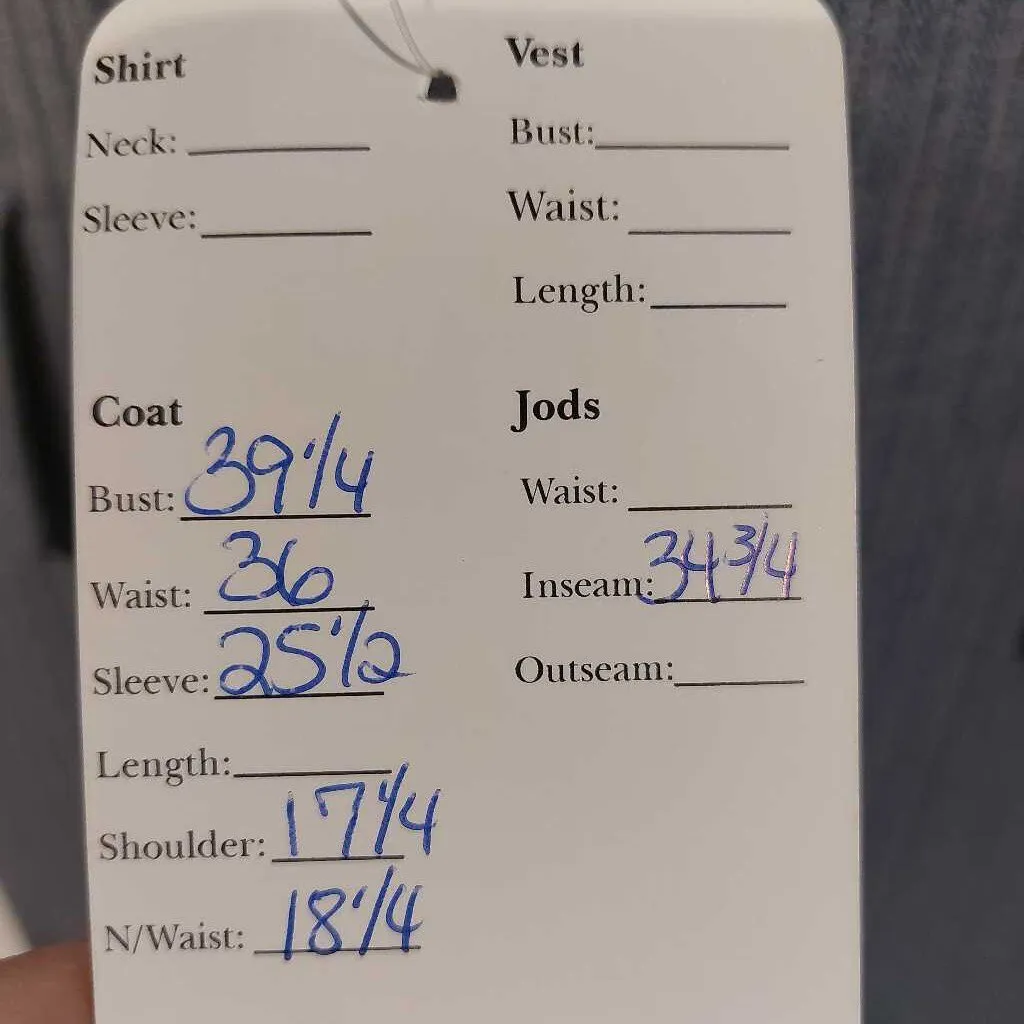 Shirt
Neck:
Sleeve:
Vest
Bust:
Waist:
Length:
Coat
Bust: 39 1/4
Waist: 36
Sleeve: 25 1/2
Length:
Shoulder: 17 1/4
N/Waist: 18 1/4
Jods
Waist:
Inseam: 34 3/4
Outseam: